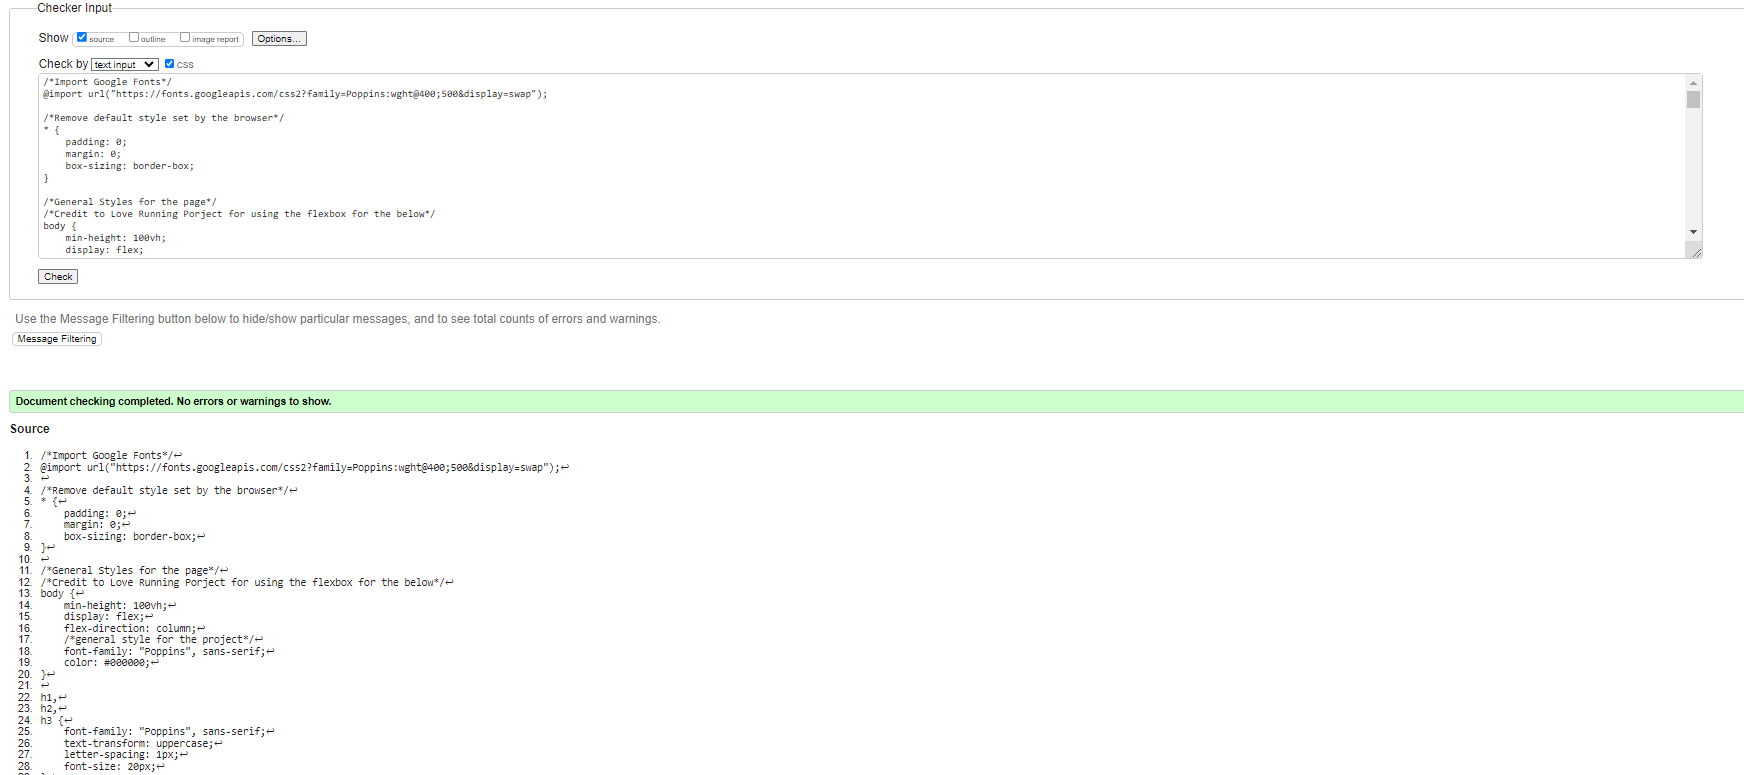 Checker Input
Show source outline image report Options...
Check by text input css
/*Import Google Fonts*/
@import url("https://fonts.googleapis.com/css2?family=Poppins:wght@400;500&display=swap");
/*Remove default style set by the browser*/
* {
padding: 0;
margin: 0;
box-sizing: border-box;
}
/*General Styles for the page*/
/*Credit to Love Running Porject for using the flexbox for the below*/
body {
min-height: 100vh;
display: flex;
Check
Use the Message Filtering button below to hide/show particular messages, and to see total counts of errors and warnings.
Message Filtering
Document checking completed. No errors or warnings to show.
Source
1. /*Import Google Fonts*/↩
2. @import url("https://fonts.googleapis.com/css2?family=Poppins:wght@400;500&display=swap");↩
3. ↩
4. /*Remove default style set by the browser*/↩
5. * {↩
6. padding: 0;↩
7. margin: 0;↩
8. box-sizing: border-box;↩
9. }↩
10. ↩
11. /*General Styles for the page*/↩
12. /*Credit to Love Running Porject for using the flexbox for the below*/↩
13. body {↩
14. min-height: 100vh;↩
15. display: flex;↩
16. flex-direction: column;↩
17. /*general style for the project*/↩
18. font-family: "Poppins", sans-serif;↩
19. color: #000000;↩
20. }↩
21. ↩
22. h1,↩
23. h2,↩
24. h3 {↩
25. font-family: "Poppins", sans-serif;↩
26. text-transform: uppercase;↩
27. letter-spacing: 1px;↩
28. font-size: 20px;↩